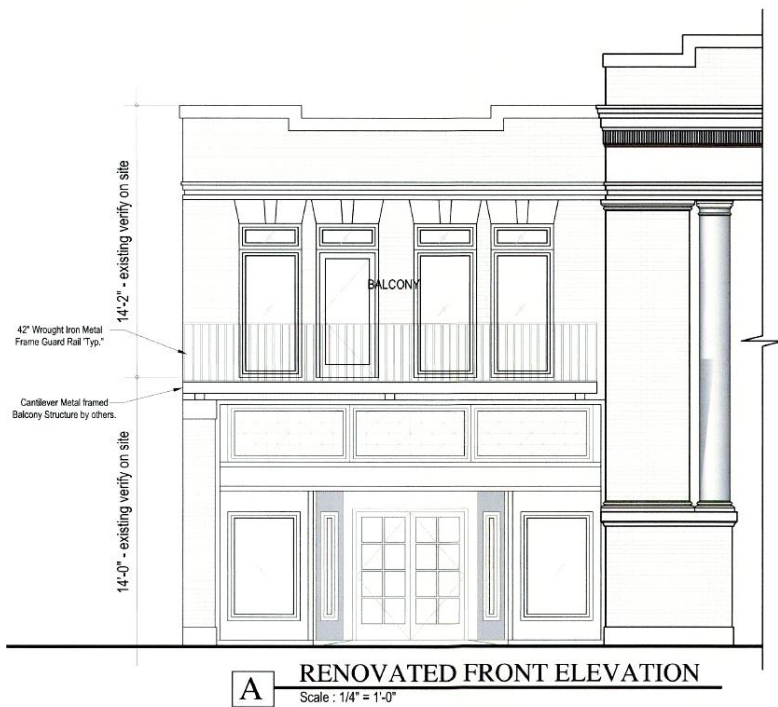 14'-2" - existing verify on site
BALCONY
42" Wrought Iron Metal
Frame Guard Rail "Typ."
Cantilever Metal framed
Balcony Structure by others.
14'-0" - existing verify on site
A
RENOVATED FRONT ELEVATION
Scale : 1/4" = 1'-0"